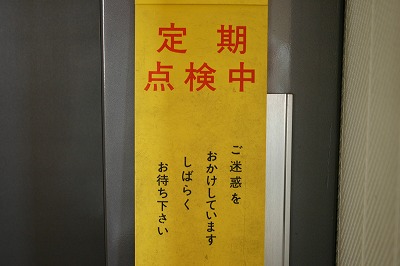 定期
点検中
ご迷惑を
おかけしています
しばらく
お待ち下さい